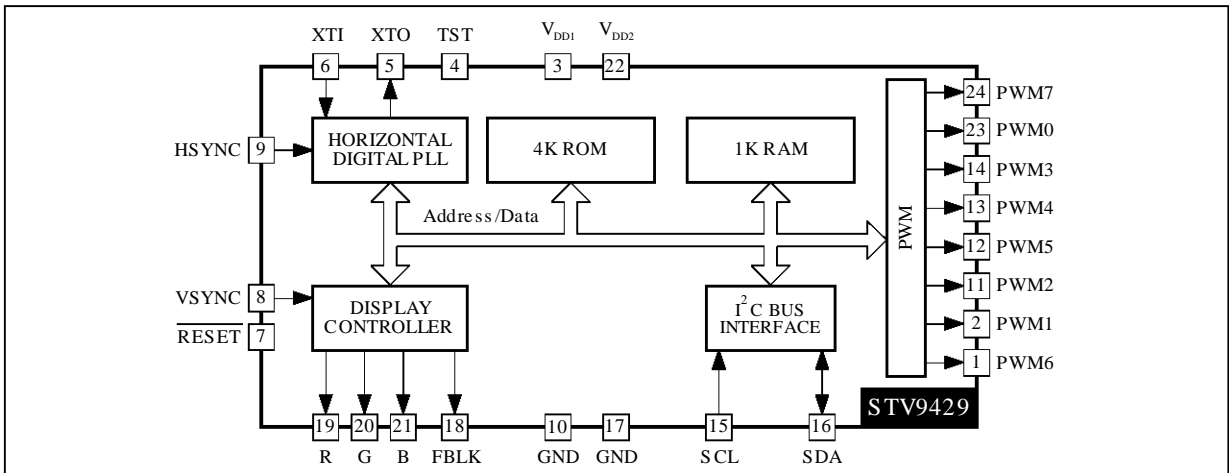 XTI XTO TST VDD1 VDD2
6 5 4 3 22
HSYNC 9
HORIZONTAL
DIGITAL PLL
4K ROM
1K RAM
Address/Data
PWM
24 PWM7
23 PWM0
14 PWM3
13 PWM4
12 PWM5
11 PWM2
2 PWM1
1 PWM6
VSYNC 8
RESET 7
DISPLAY
CONTROLLER
I2C BUS
INTERFACE
STV9429
19 20 21 18 10 17 15 16
R G B FBLK GND GND SCL SDA